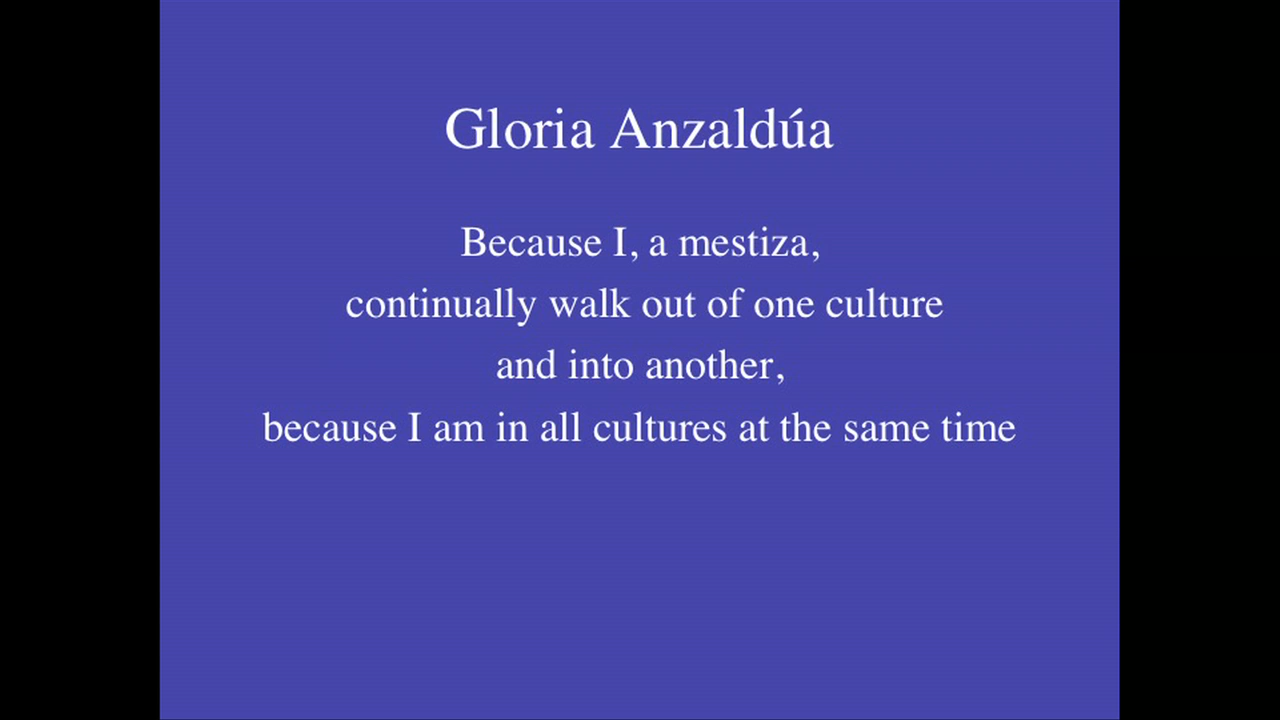 Gloria Anzaldúa
Because I, a mestiza,
continually walk out of one culture
and into another,
because I am in all cultures at the same time